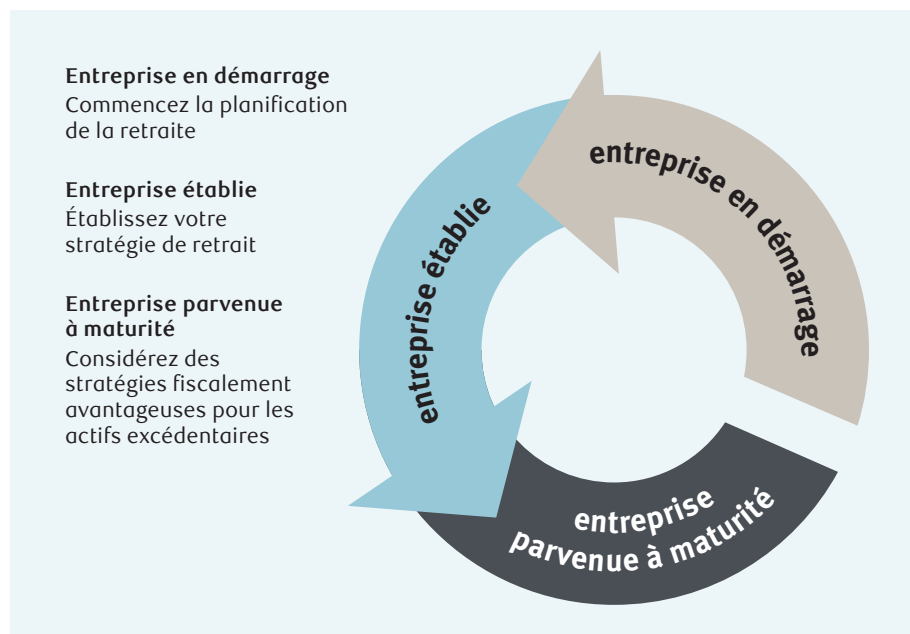 Entreprise en démarrage
Commencez la planification
de la retraite
Entreprise établie
Établissez votre
stratégie de retrait
Entreprise parvenue
à maturité
Considérez des
stratégies fiscalement
avantageuses pour les
actifs excédentaires
entreprise en démarrage
entreprise établie
entreprise
parvenue à maturité